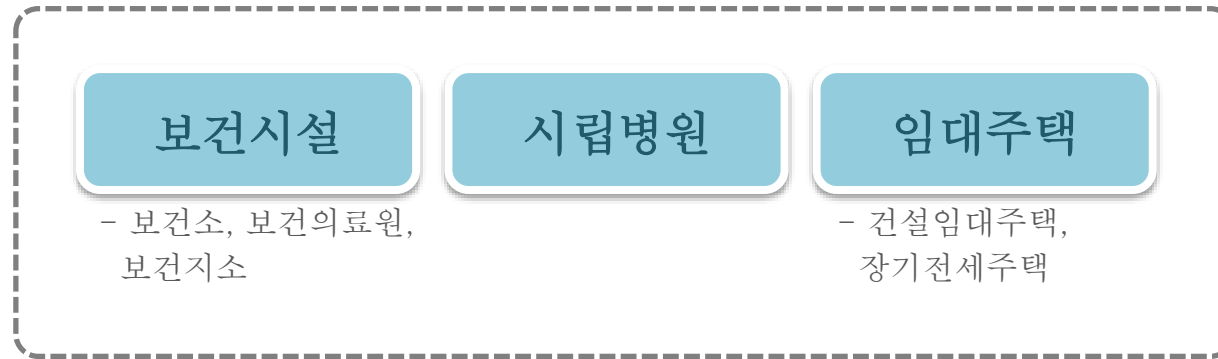 보건시설
시립병원
임대주택
- 보건소, 보건의료원,
보건지소
- 건설임대주택,
장기전세주택